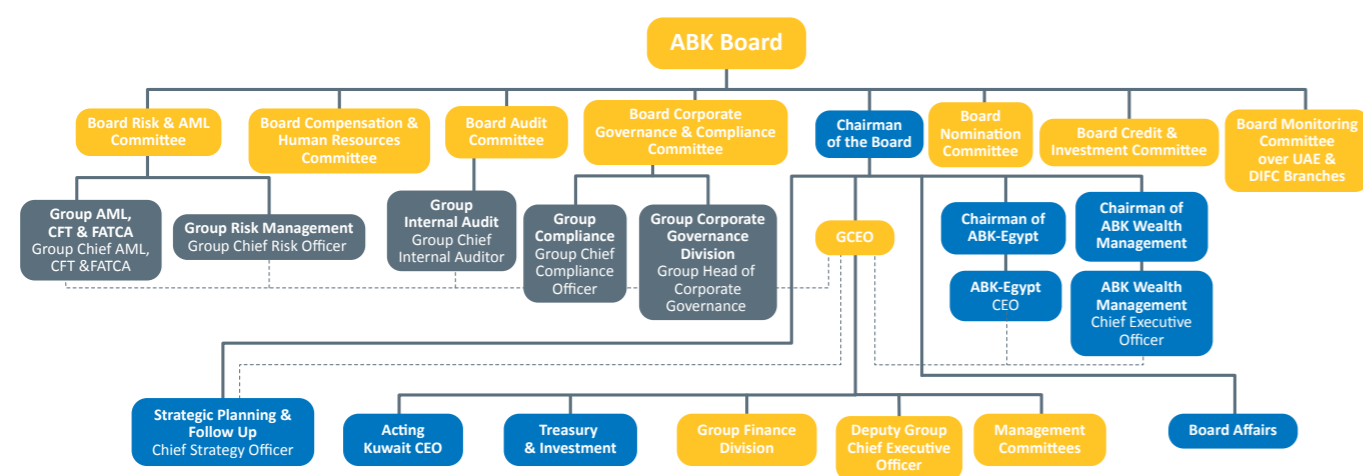 ABK Board
Board Risk & AML
Committee
Board Compensation &
Human Resources
Committee
Board Audit
Committee
Board Corporate
Governance & Compliance
Committee
Chairman
of the Board
Board
Nomination
Committee
Board Credit &
Investment Committee
Board Monitoring
Committee
over UAE &
DIFC Branches
Group AML,
CFT & FATCA
Group Chief AML,
CFT &FATCA
Group Risk Management
Group Chief Risk Officer
Group
Internal Audit
Group Chief
Internal Auditor
Group
Compliance
Group Chief
Compliance
Officer
Group Corporate
Governance
Division
Group Head of
Corporate
Governance
GCEO
Chairman of
ABK-Egypt
Chairman of
ABK Wealth
Management
ABK-Egypt
CEO
ABK Wealth
Management
Chief Executive
Officer
Strategic Planning &
Follow Up
Chief Strategy Officer
Acting
Kuwait CEO
Treasury
& Investment
Group Finance
Division
Deputy Group
Chief Executive
Officer
Management
Committees
Board Affairs